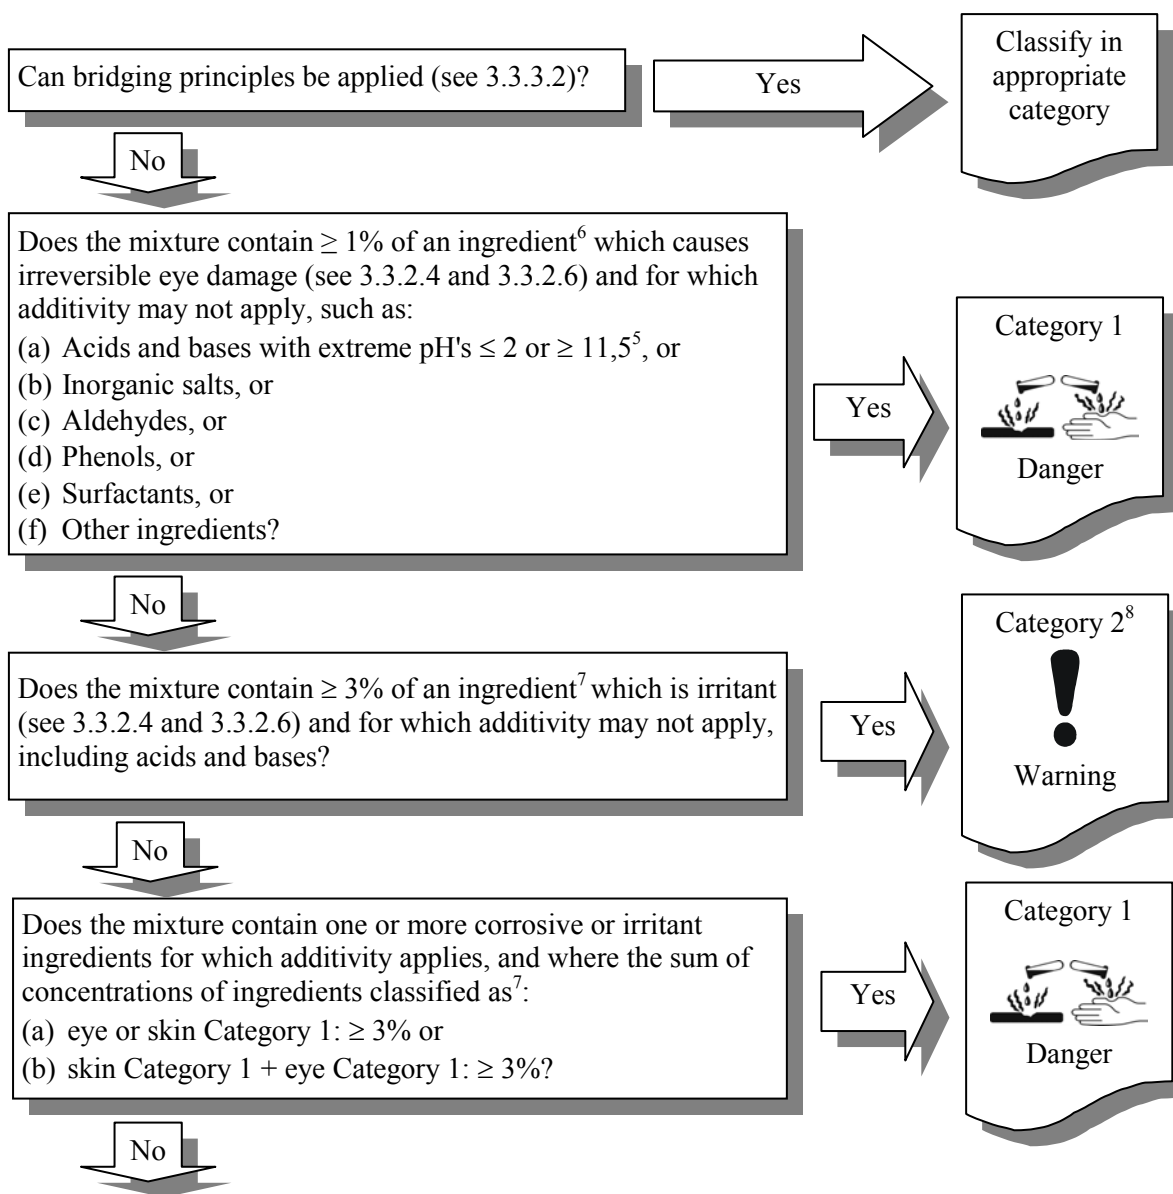 Can bridging principles be applied (see 3.3.3.2)?
Yes
Classify in
appropriate
category
No
Does the mixture contain ≥ 1% of an ingredient⁶ which causes
irreversible eye damage (see 3.3.2.4 and 3.3.2.6) and for which
additivity may not apply, such as:
(a) Acids and bases with extreme pH's ≤ 2 or ≥ 11,5⁵, or
(b) Inorganic salts, or
(c) Aldehydes, or
(d) Phenols, or
(e) Surfactants, or
(f) Other ingredients?
Yes
Category 1
Danger
No
Does the mixture contain ≥ 3% of an ingredient⁷ which is irritant
(see 3.3.2.4 and 3.3.2.6) and for which additivity may not apply,
including acids and bases?
Yes
Category 2⁸
Warning
No
Does the mixture contain one or more corrosive or irritant
ingredients for which additivity applies, and where the sum of
concentrations of ingredients classified as⁷:
(a) eye or skin Category 1: ≥ 3% or
(b) skin Category 1 + eye Category 1: ≥ 3%?
Yes
Category 1
Danger
No